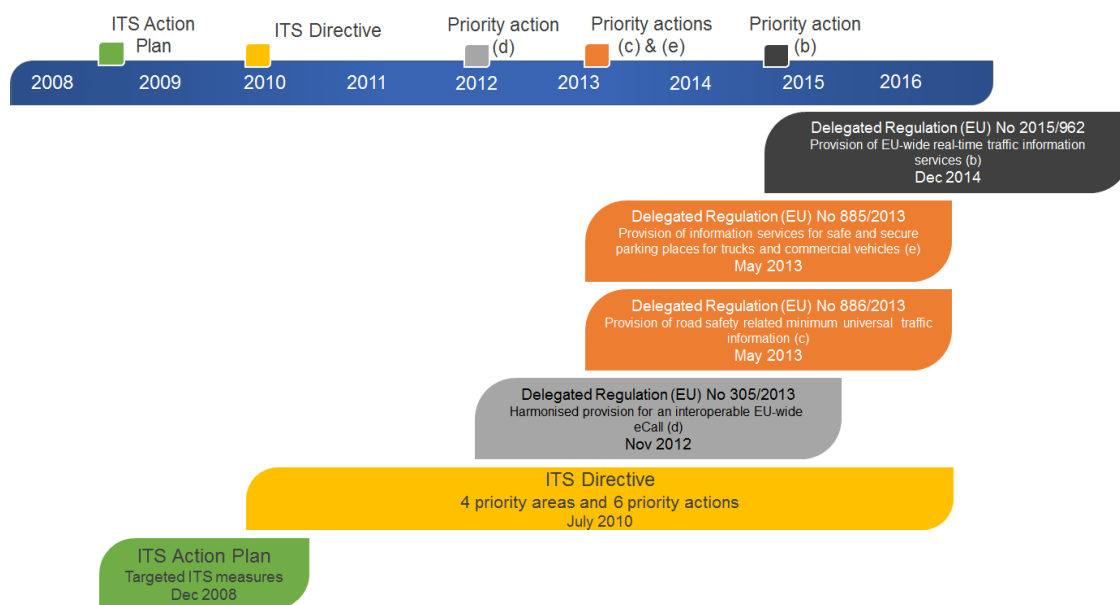 ITS Action
Plan
ITS Directive
Priority action
(d)
Priority actions
(c) & (e)
Priority action
(b)
2008 2009 2010 2011 2012 2013 2014 2015 2016
Delegated Regulation (EU) No 2015/962
Provision of EU-wide real-time traffic information
services (b)
Dec 2014
Delegated Regulation (EU) No 885/2013
Provision of information services for safe and secure
parking places for trucks and commercial vehicles (e)
May 2013
Delegated Regulation (EU) No 886/2013
Provision of road safety related minimum universal traffic
information (c)
May 2013
Delegated Regulation (EU) No 305/2013
Harmonised provision for an interoperable EU-wide
eCall (d)
Nov 2012
ITS Directive
4 priority areas and 6 priority actions
July 2010
ITS Action Plan
Targeted ITS measures
Dec 2008